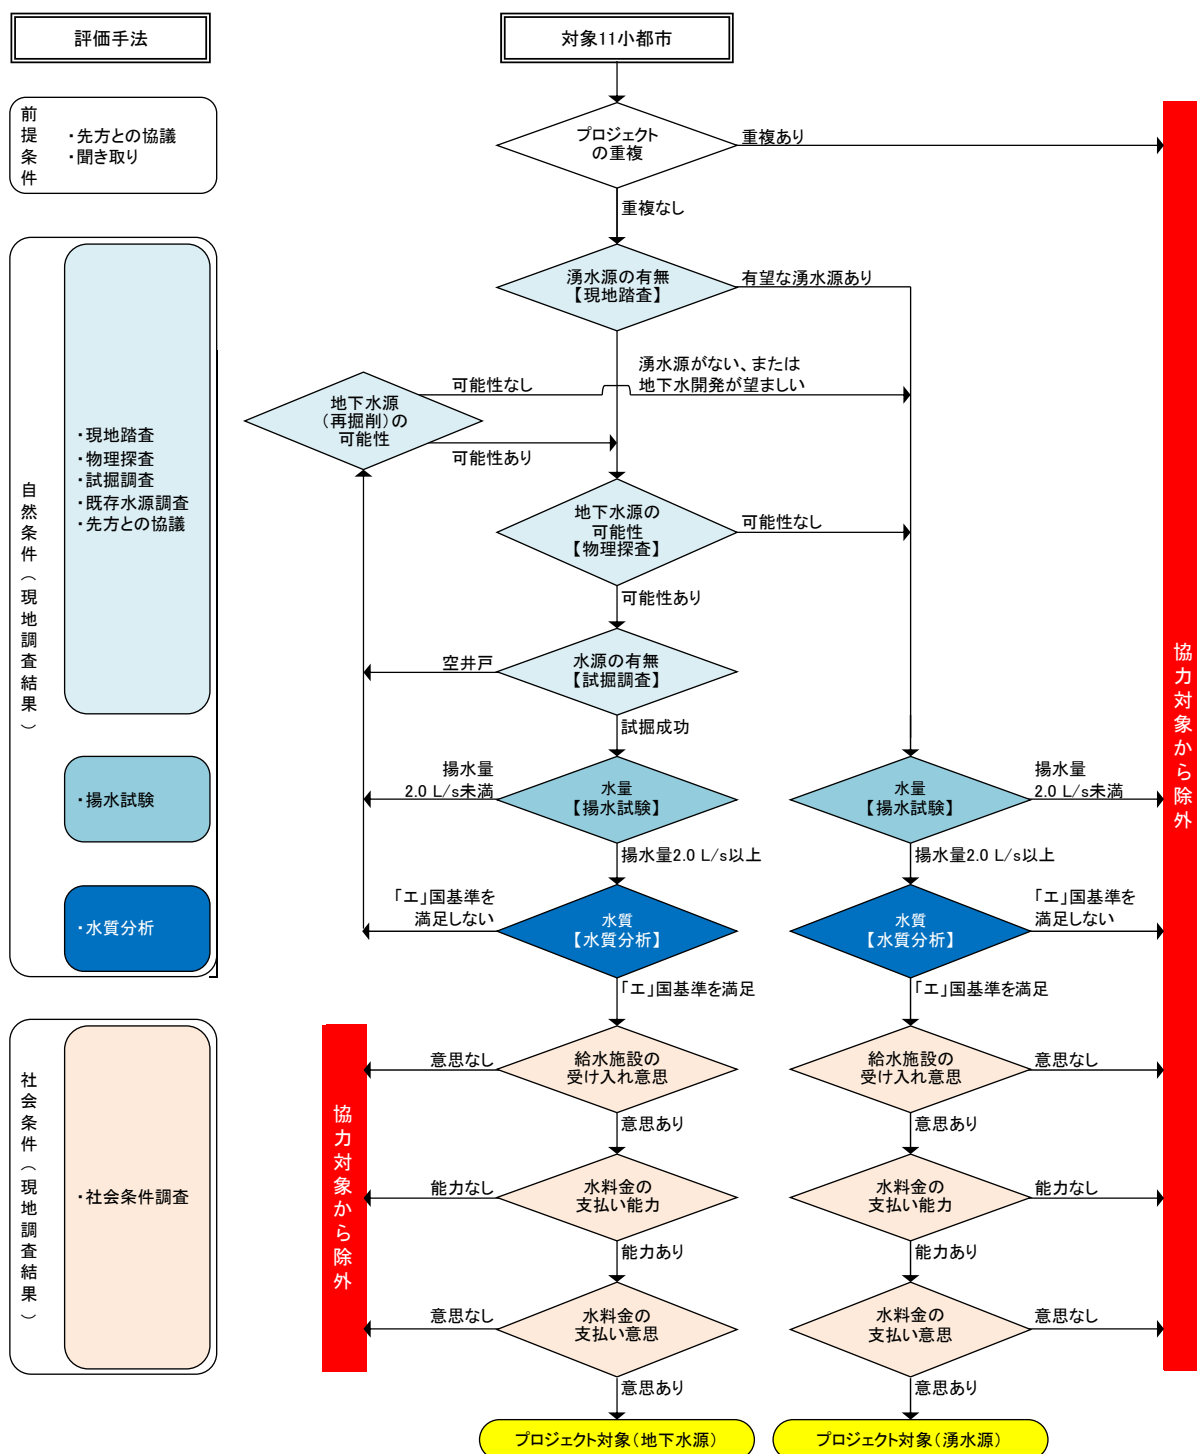 評価手法
対象11小都市
前提条件
・先方との協議
・聞き取り
プロジェクト
の重複
重複あり
重複なし
湧水源の有無
【現地踏査】
有望な湧水源あり
湧水源がない、または
地下水開発が望ましい
可能性なし
地下水源
(再掘削)の
可能性
可能性あり
自然条件(現地調査結果)
・現地踏査
・物理探査
・試掘調査
・既存水源調査
・先方との協議
地下水源の
可能性
【物理探査】
可能性なし
可能性あり
空井戸
水源の有無
【試掘調査】
試掘成功
協力対象から除外
・揚水試験
揚水量
2.0 L/s未満
水量
【揚水試験】
水量
【揚水試験】
揚水量
2.0 L/s未満
揚水量2.0 L/s以上
揚水量2.0 L/s以上
・水質分析
「エ」国基準を
満足しない
水質
【水質分析】
水質
【水質分析】
「エ」国基準を
満足しない
「エ」国基準を満足
「エ」国基準を満足
社会条件(現地調査結果)
・社会条件調査
協力対象から除外
意思なし
給水施設の
受け入れ意思
給水施設の
受け入れ意思
意思なし
意思あり
意思あり
能力なし
水料金の
支払い能力
水料金の
支払い能力
能力なし
能力あり
能力あり
意思なし
水料金の
支払い意思
水料金の
支払い意思
意思なし
意思あり
意思あり
プロジェクト対象(地下水源)
プロジェクト対象(湧水源)